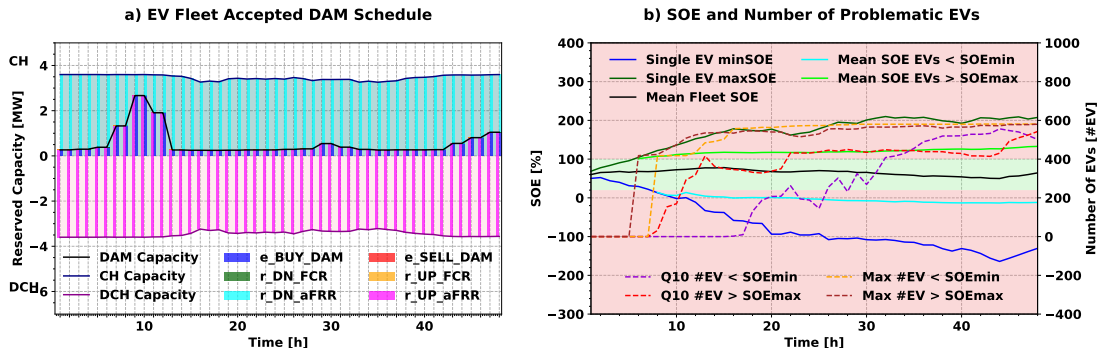 a) EV Fleet Accepted DAM Schedule
CH
DCH
Reserved Capacity [MW]
4
2
0
−2
−4
−6
DAM Capacity
CH Capacity
DCH Capacity
e_BUY_DAM
r_DN_FCR
r_DN_aFRR
e_SELL_DAM
r_UP_FCR
r_UP_aFRR
10
20
30
40
Time [h]
b) SOE and Number of Problematic EVs
SOE [%]
400
300
200
100
0
−100
−200
−300
Single EV minSOE
Single EV maxSOE
Mean Fleet SOE
Mean SOE EVs < SOEmin
Mean SOE EVs > SOEmax
Q10 #EV < SOEmin
Q10 #EV > SOEmax
Max #EV < SOEmin
Max #EV > SOEmax
10
20
30
40
Time [h]
1000
800
600
400
200
0
−200
−400
Number of EVs [#EV]